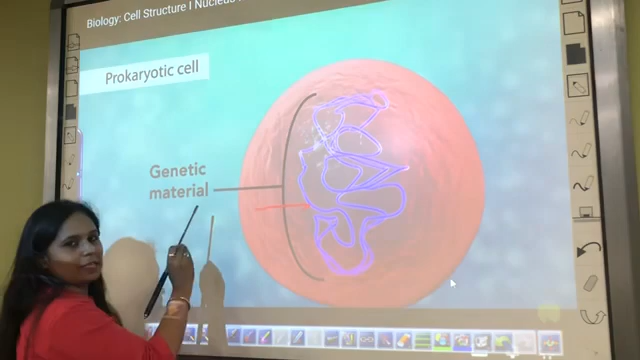 Biology: Cell Structure I Nucleus
Prokaryotic cell
Genetic
material